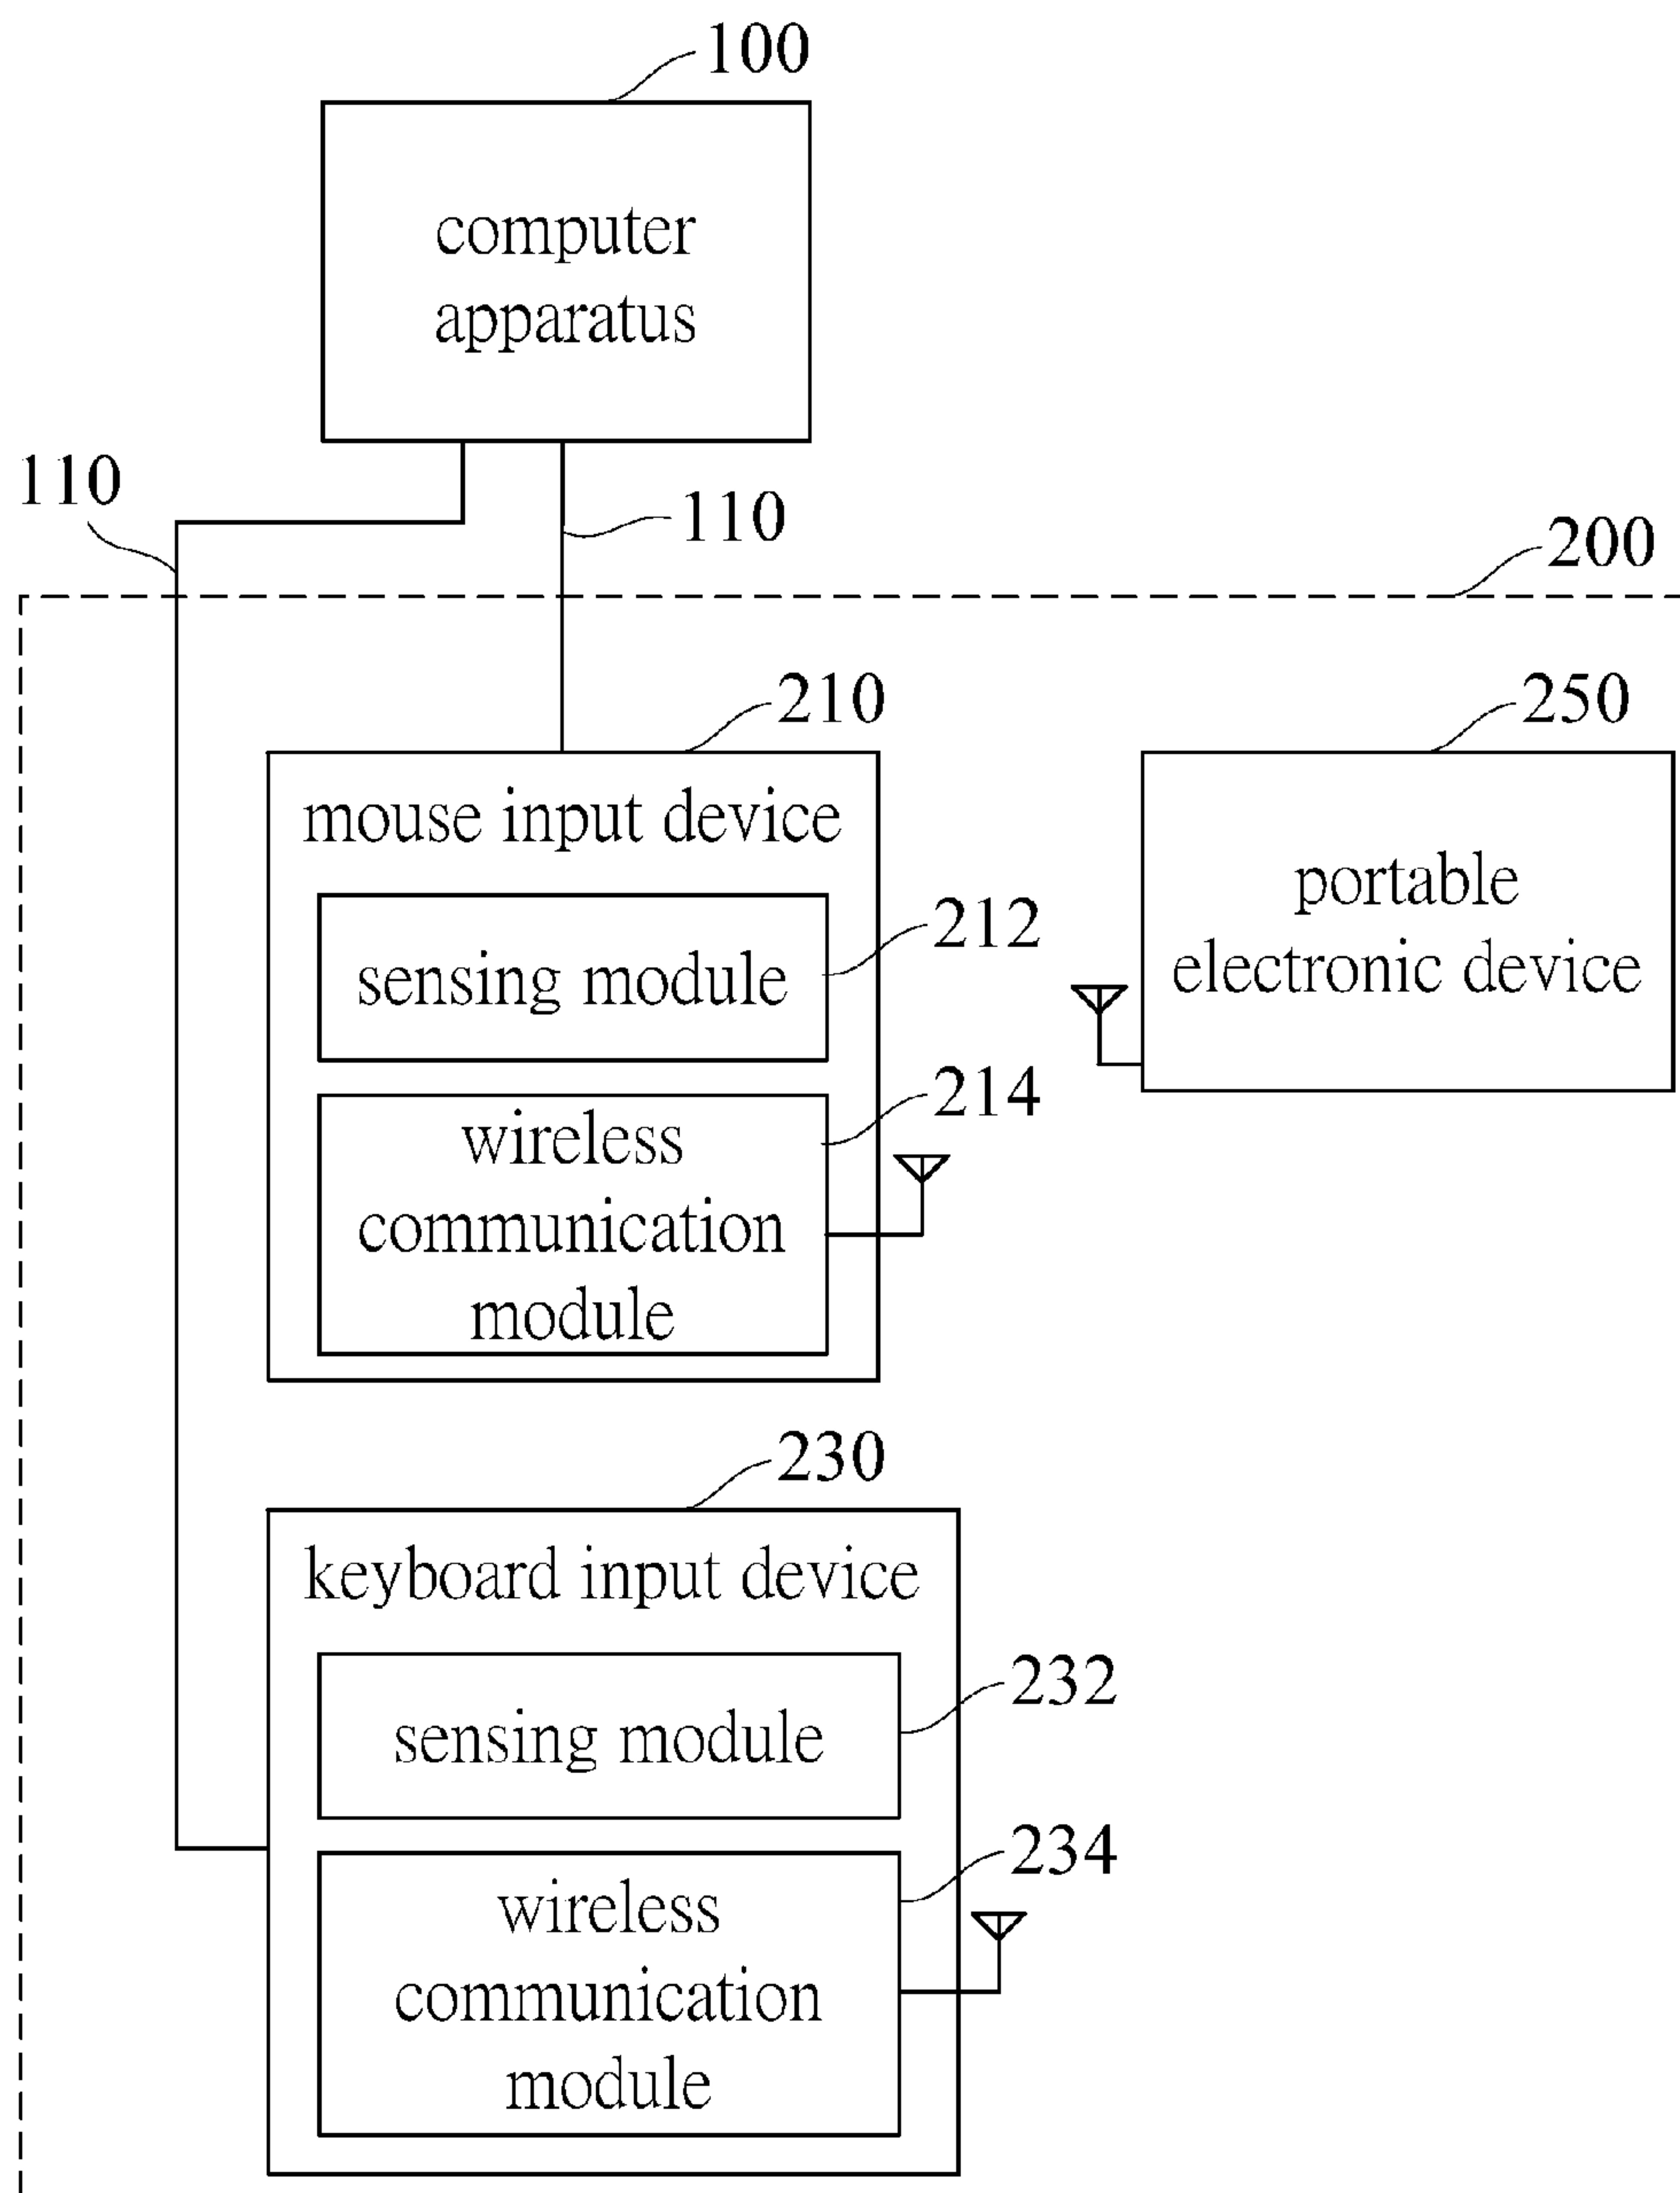 100
computer
apparatus
110
110
200
210
250
mouse input device
portable
electronic device
212
sensing module
214
wireless
communication
module
230
keyboard input device
232
sensing module
234
wireless
communication
module